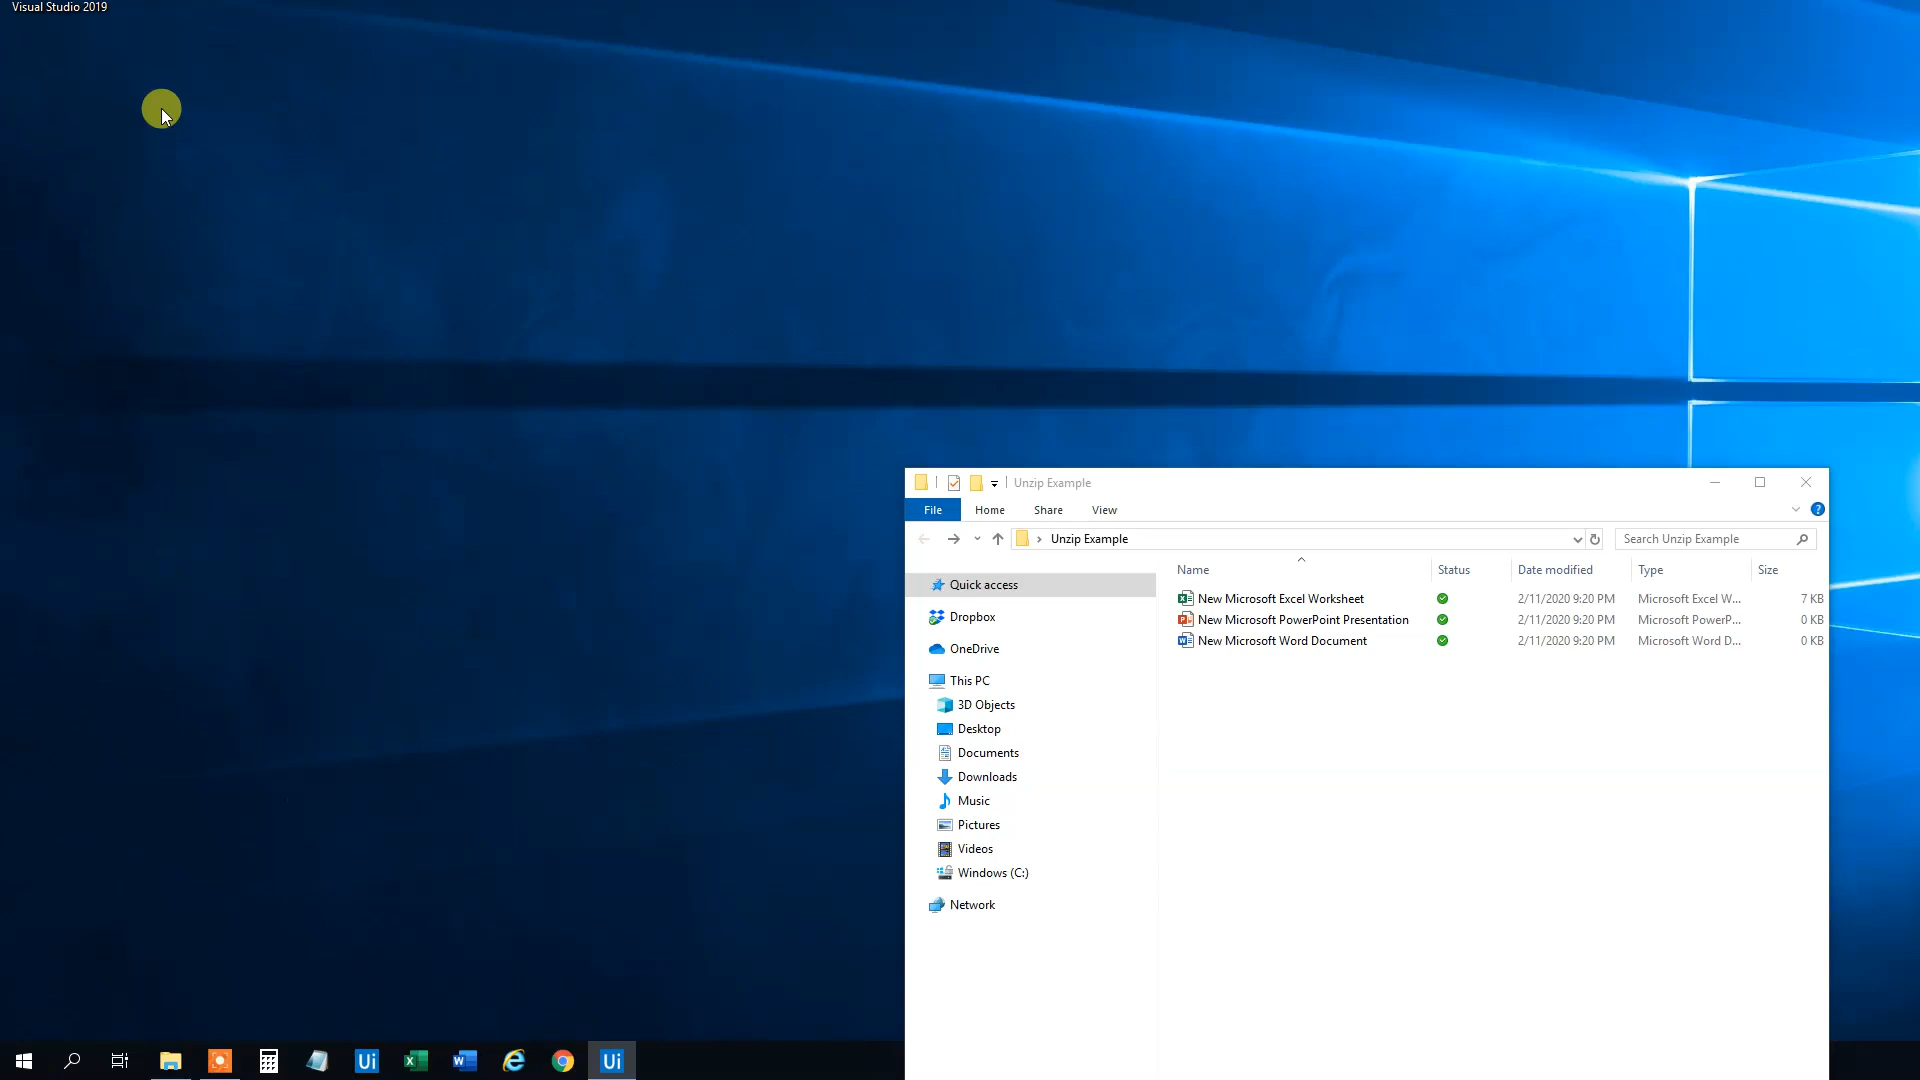 Visual Studio 2019
Unzip Example
File Home Share View
Unzip Example
Search Unzip Example
Name Status Date modified Type Size
New Microsoft Excel Worksheet 2/11/2020 9:20 PM Microsoft Excel W... 7 KB
New Microsoft PowerPoint Presentation 2/11/2020 9:20 PM Microsoft PowerP... 0 KB
New Microsoft Word Document 2/11/2020 9:20 PM Microsoft Word D... 0 KB
Quick access
Dropbox
OneDrive
This PC
3D Objects
Desktop
Documents
Downloads
Music
Pictures
Videos
Windows (C:)
Network
Ui
Ui